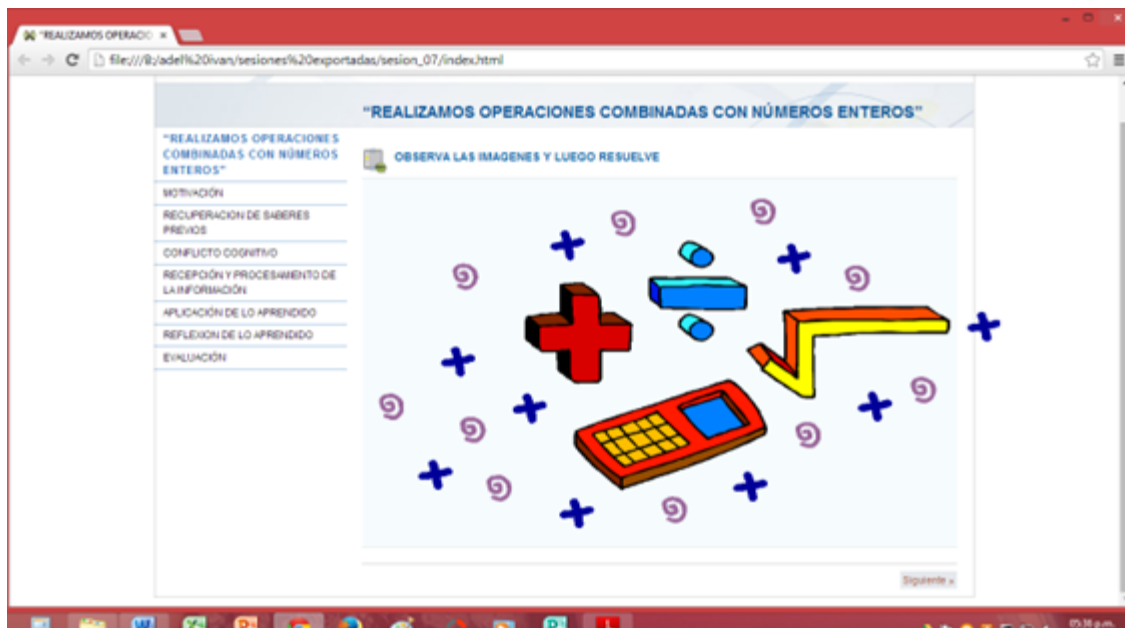 "REALIZAMOS OPERACIO
file:///B:/adel%20ivan/sesiones%20exportadas/sesion_07/index.html
"REALIZAMOS OPERACIONES COMBINADAS CON NÚMEROS ENTEROS"
"REALIZAMOS OPERACIONES
COMBINADAS CON NÚMEROS
ENTEROS"
MOTIVACIÓN
RECUPERACION DE SABERES
PREVIOS
CONFLICTO COGNITIVO
RECEPCIÓN Y PROCESAMIENTO DE
LA INFORMACIÓN
APLICACIÓN DE LO APRENDIDO
REFLEXION DE LO APRENDIDO
EVALUACIÓN
OBSERVA LAS IMAGENES Y LUEGO RESUELVE
Siguiente »
05:36 p.m.